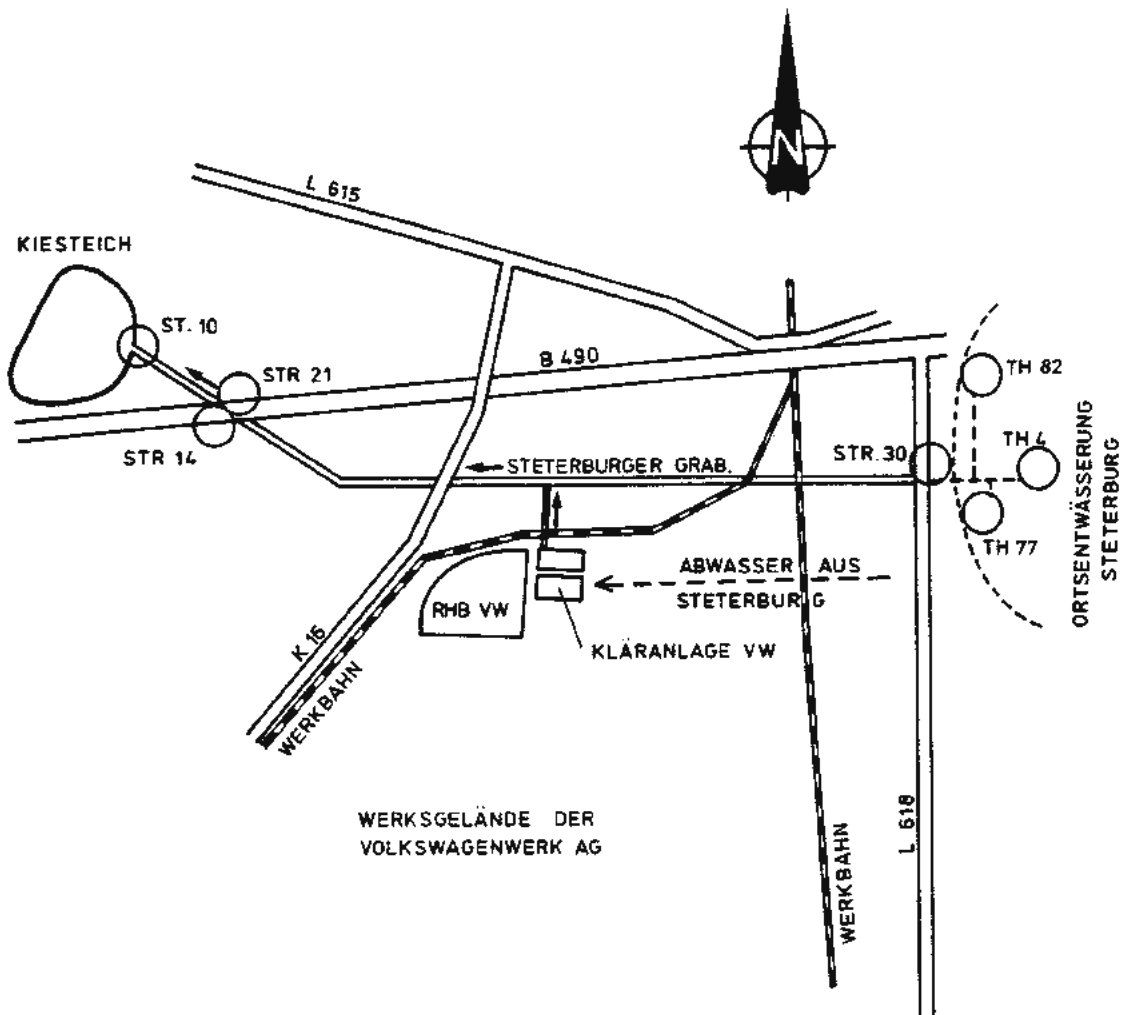 N
L 615
KIESTEICH
ST. 10
STR 21
B 490
STR 14
TH 82
STR. 30
TH 4
TH 77
ORTSENTWÄSSERUNG
STETERBURG
STETERBURGER GRAB.
ABWASSER AUS
STETERBURG
RHB VW
KLÄRANLAGE VW
K 16
WERKBAHN
WERKSGELÄNDE DER
VOLKSWAGENWERK AG
L 618
WERKBAHN